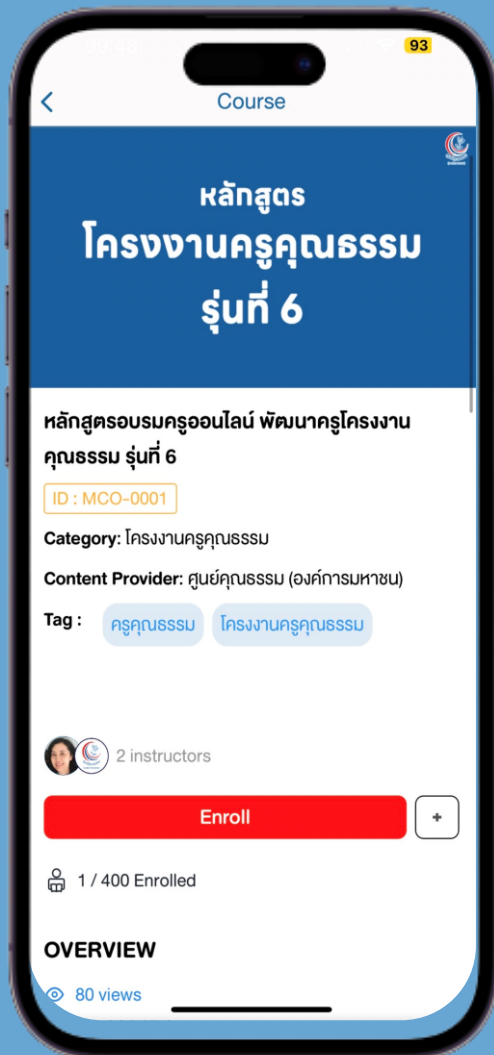 93
Course
หลักสูตร
โครงงานครูคุณธรรม
รุ่นที่ 6
หลักสูตรอบรมครูออนไลน์ พัฒนาครูโครงงาน
คุณธรรม รุ่นที่ 6
ID : MCO-0001
Category: โครงงานครูคุณธรรม
Content Provider: ศูนย์คุณธรรม (องค์การมหาชน)
Tag : ครูคุณธรรม โครงงานครูคุณธรรม
2 instructors
Enroll
+
1 / 400 Enrolled
OVERVIEW
80 views